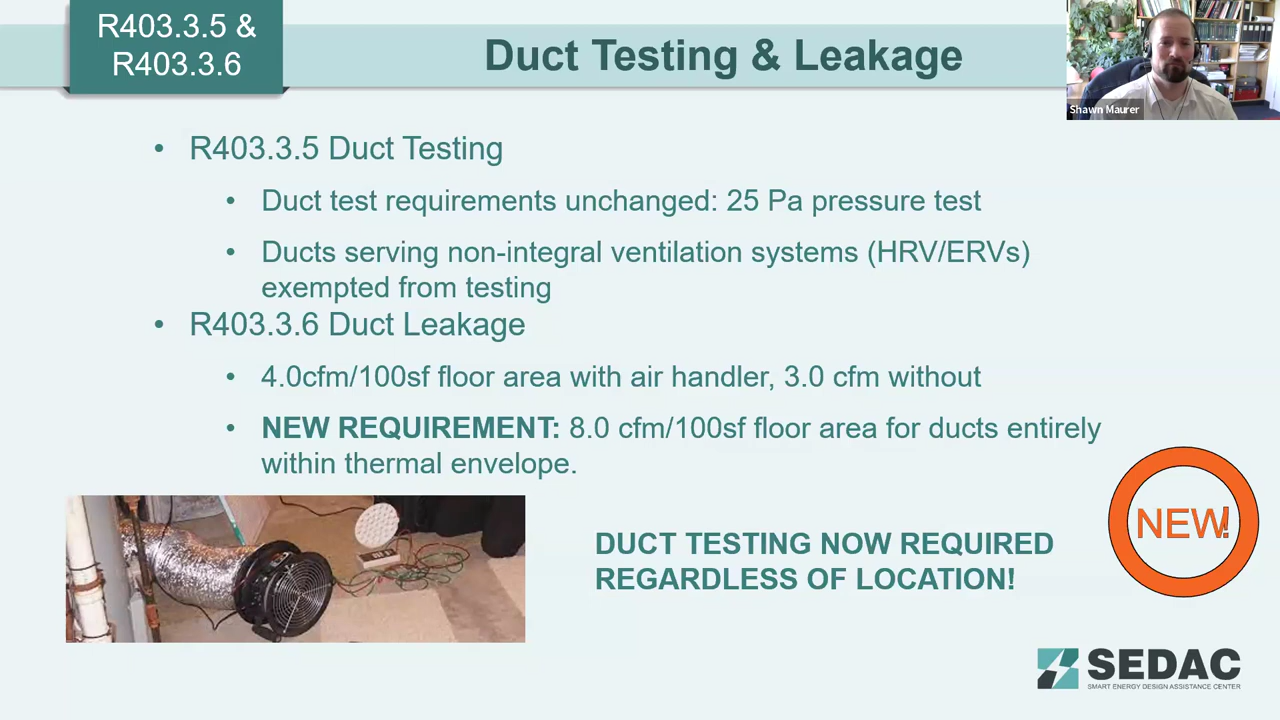 R403.3.5 &
R403.3.6
Duct Testing & Leakage
Shawn Maurer
• R403.3.5 Duct Testing
• Duct test requirements unchanged: 25 Pa pressure test
• Ducts serving non-integral ventilation systems (HRV/ERVs)
exempted from testing
• R403.3.6 Duct Leakage
• 4.0cfm/100sf floor area with air handler, 3.0 cfm without
• NEW REQUIREMENT: 8.0 cfm/100sf floor area for ducts entirely
within thermal envelope.
NEW!
DUCT TESTING NOW REQUIRED
REGARDLESS OF LOCATION!
SEDAC
SMART ENERGY DESIGN ASSISTANCE CENTER